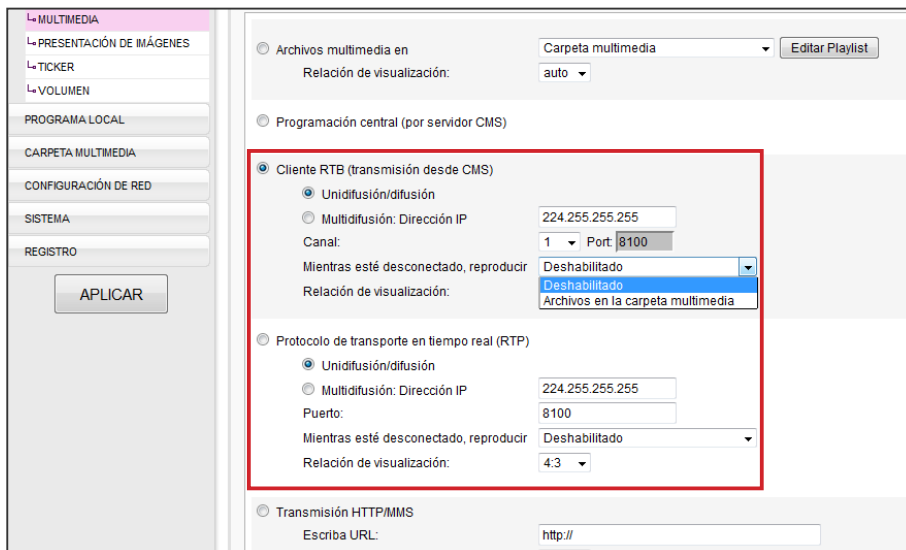 MULTIMEDIA
PRESENTACIÓN DE IMÁGENES
TICKER
VOLUMEN
PROGRAMA LOCAL
CARPETA MULTIMEDIA
CONFIGURACIÓN DE RED
SISTEMA
REGISTRO
APLICAR
Archivos multimedia en Carpeta multimedia Editar Playlist
Relación de visualización: auto
Programación central (por servidor CMS)
Cliente RTB (transmisión desde CMS)
Unidifusión/difusión
Multidifusión: Dirección IP 224.255.255.255
Canal: 1 Port: 8100
Mientras esté desconectado, reproducir Deshabilitado
Deshabilitado
Relación de visualización: Archivos en la carpeta multimedia
Protocolo de transporte en tiempo real (RTP)
Unidifusión/difusión
Multidifusión: Dirección IP 224.255.255.255
Puerto: 8100
Mientras esté desconectado, reproducir Deshabilitado
Relación de visualización: 4:3
Transmisión HTTP/MMS
Escriba URL: http://